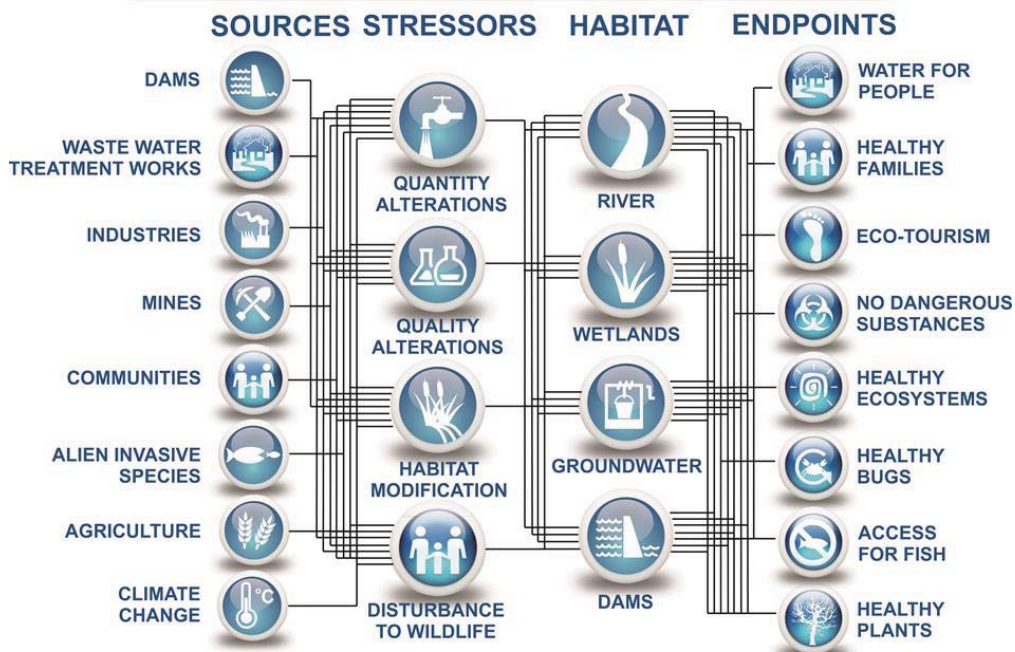 SOURCES STRESSORS HABITAT ENDPOINTS
DAMS
WASTE WATER
TREATMENT WORKS
INDUSTRIES
MINES
COMMUNITIES
ALIEN INVASIVE
SPECIES
AGRICULTURE
°C
CLIMATE
CHANGE
QUANTITY
ALTERATIONS
QUALITY
ALTERATIONS
HABITAT
MODIFICATION
DISTURBANCE
TO WILDLIFE
RIVER
WETLANDS
GROUNDWATER
DAMS
WATER FOR
PEOPLE
HEALTHY
FAMILIES
ECO-TOURISM
NO DANGEROUS
SUBSTANCES
HEALTHY
ECOSYSTEMS
HEALTHY
BUGS
ACCESS
FOR FISH
HEALTHY
PLANTS